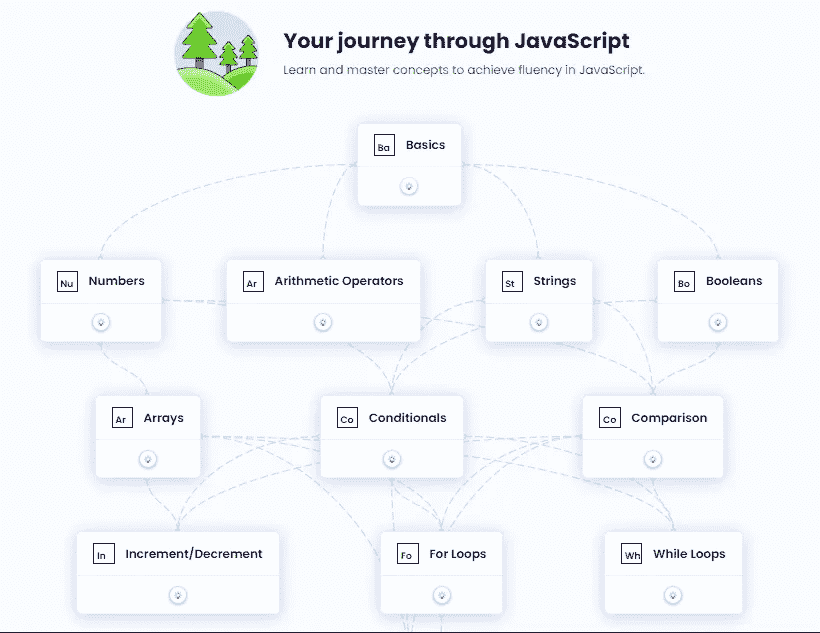 Your journey through JavaScript
Learn and master concepts to achieve fluency in JavaScript.
Ba Basics
Nu Numbers
Ar Arithmetic Operators
St Strings
Bo Booleans
Ar Arrays
Co Conditionals
Co Comparison
In Increment/Decrement
Fo For Loops
Wh While Loops